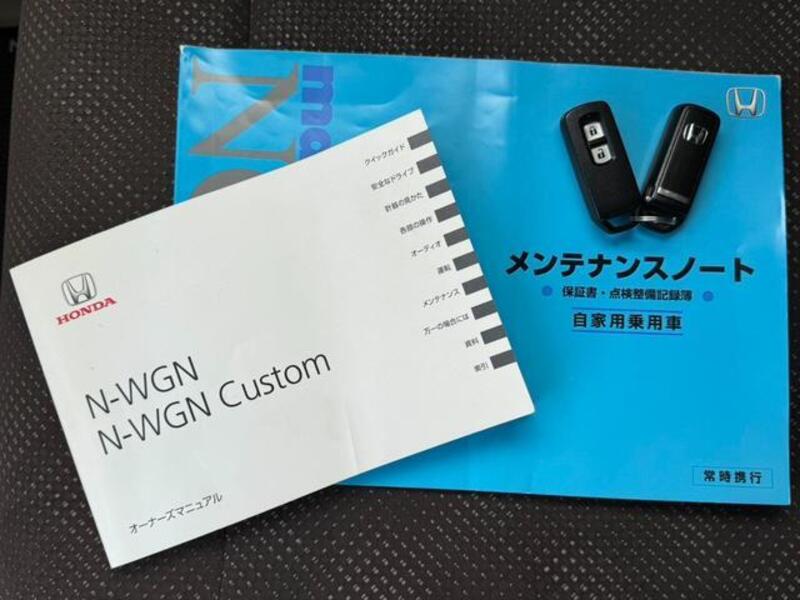 HONDA
N-WGN
N-WGN Custom
オーナーズマニュアル
クイックガイド
安全なドライブ
計器の見かた
各部の操作
オーディオ
運転
メンテナンス
万一の場合には
資料
索引
メンテナンスノート
保証書・点検整備記録簿
自家用乗用車
常時携行